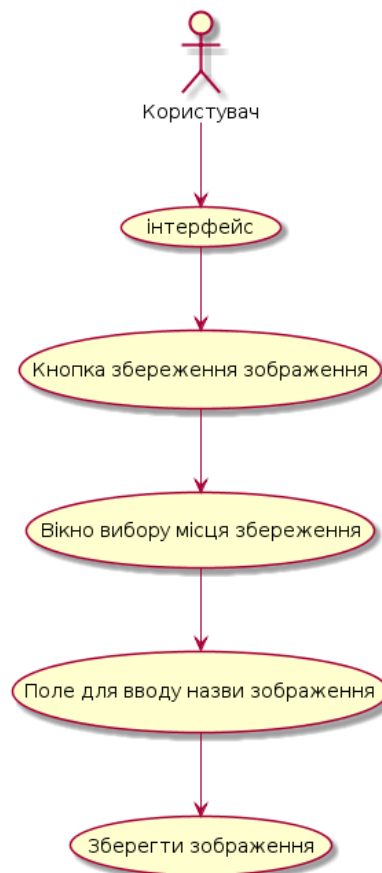 Користувач
інтерфейс
Кнопка збереження зображення
Вікно вибору місця збереження
Поле для вводу назви зображення
Зберегти зображення